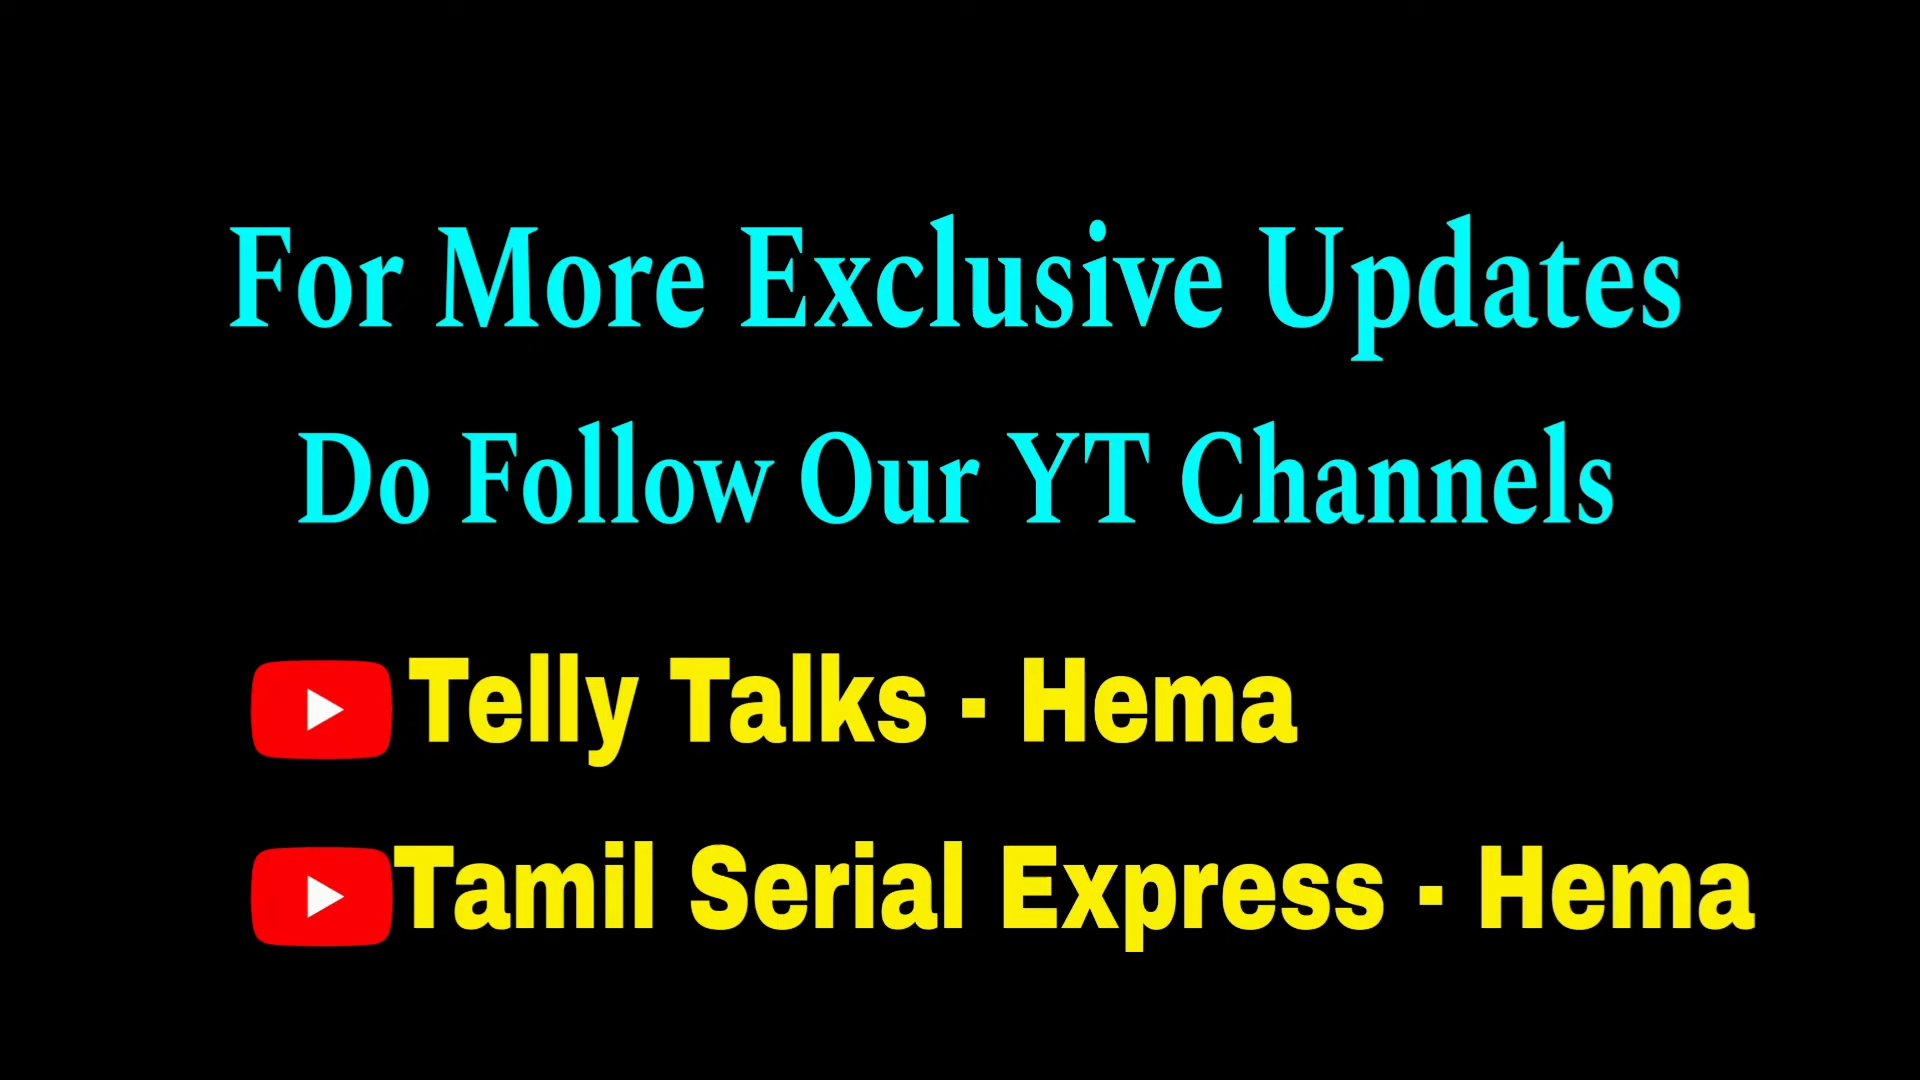 For More Exclusive Updates
Do Follow Our YT Channels
Telly Talks - Hema
Tamil Serial Express - Hema